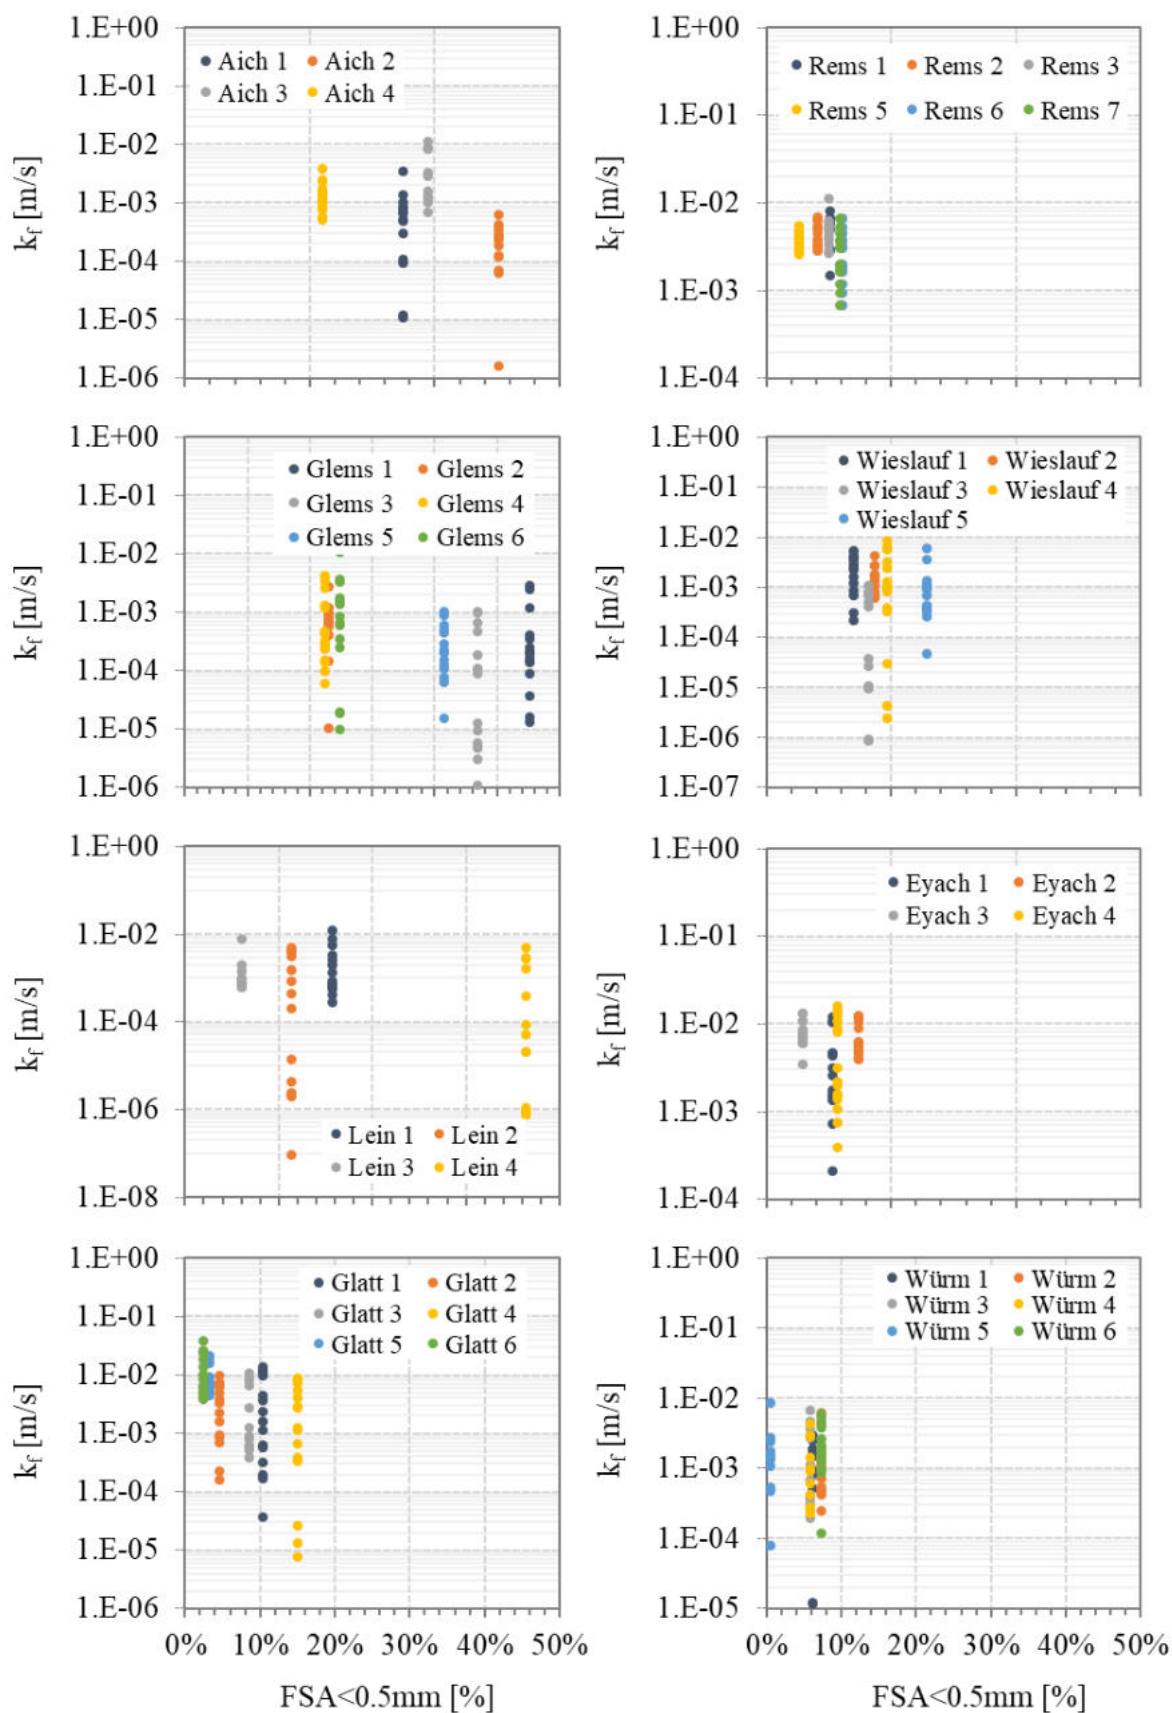 1.E+00
Aich 1 Aich 2
1.E-01
Aich 3 Aich 4
1.E-02
1.E-03
1.E-04
1.E-05
1.E-06
kf [m/s]
1.E+00
Rems 1 Rems 2 Rems 3
1.E-01
Rems 5 Rems 6 Rems 7
1.E-02
1.E-03
1.E-04
kf [m/s]
1.E+00
Glems 1 Glems 2
1.E-01
Glems 3 Glems 4
Glems 5 Glems 6
1.E-02
1.E-03
1.E-04
1.E-05
1.E-06
kf [m/s]
1.E+00
Wieslauf 1 Wieslauf 2
1.E-01
Wieslauf 3 Wieslauf 4
Wieslauf 5
1.E-02
1.E-03
1.E-04
1.E-05
1.E-06
1.E-07
kf [m/s]
1.E+00
1.E-02
1.E-04
1.E-06
Lein 1 Lein 2
Lein 3 Lein 4
1.E-08
kf [m/s]
1.E+00
Eyach 1 Eyach 2
Eyach 3 Eyach 4
1.E-01
1.E-02
1.E-03
1.E-04
kf [m/s]
1.E+00
Glatt 1 Glatt 2
Glatt 3 Glatt 4
1.E-01
Glatt 5 Glatt 6
1.E-02
1.E-03
1.E-04
1.E-05
1.E-06
kf [m/s]
0% 10% 20% 30% 40% 50%
FSA<0.5mm [%]
1.E+00
Würm 1 Würm 2
Würm 3 Würm 4
1.E-01
Würm 5 Würm 6
1.E-02
1.E-03
1.E-04
1.E-05
kf [m/s]
0% 10% 20% 30% 40% 50%
FSA<0.5mm [%]